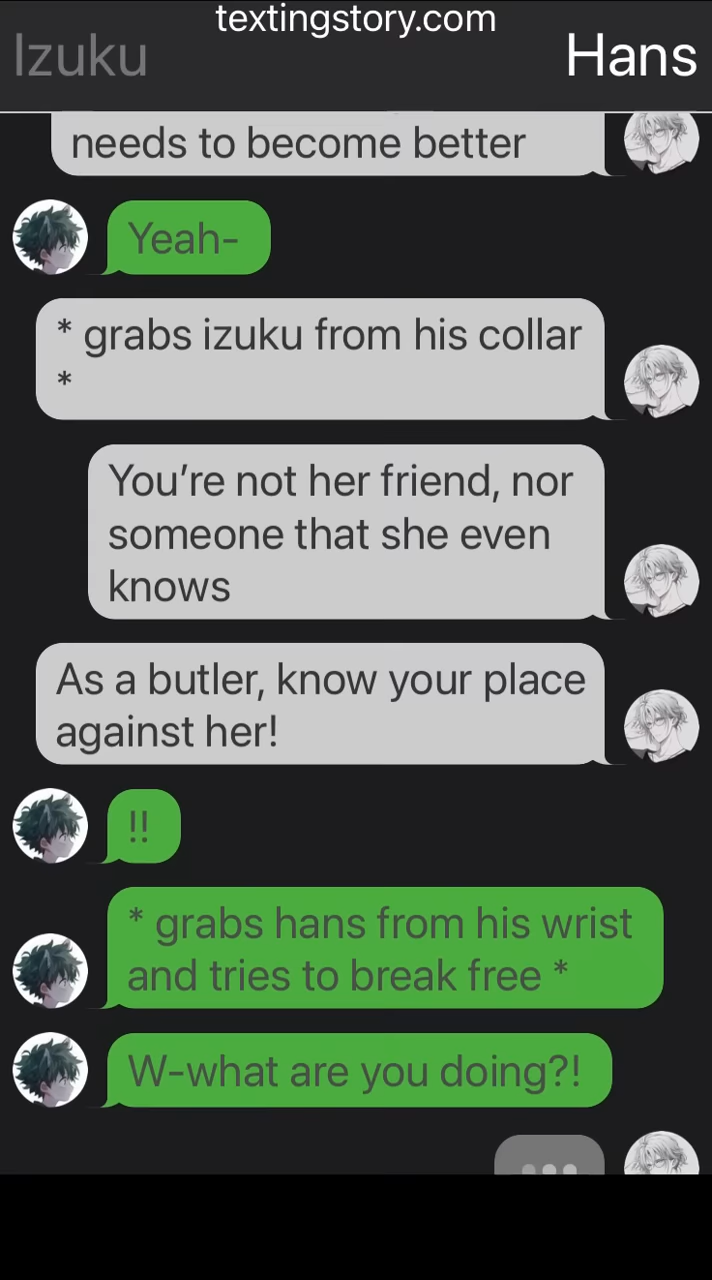 textingstory.com
Izuku
Hans
needs to become better
Yeah-
* grabs izuku from his collar
*
You’re not her friend, nor
someone that she even
knows
As a butler, know your place
against her!
!!
* grabs hans from his wrist
and tries to break free *
W-what are you doing?!